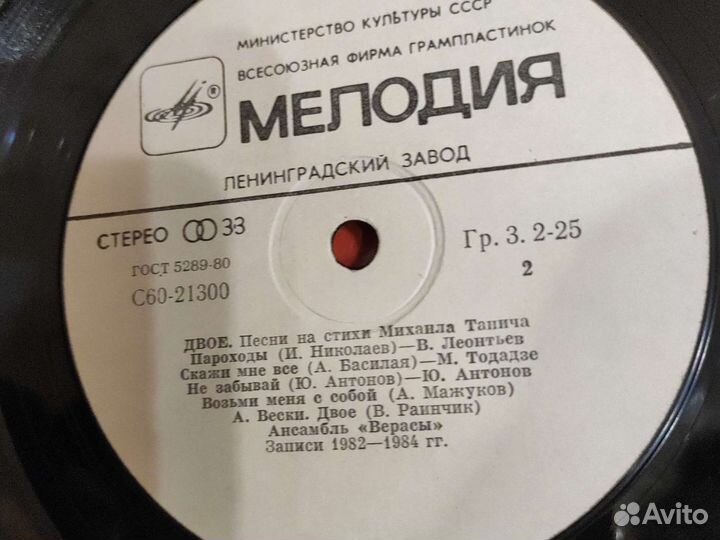 МИНИСТЕРСТВО КУЛЬТУРЫ СССР
ВСЕСОЮЗНАЯ ФИРМА ГРАМПЛАСТИНОК
®
МЕЛОДИЯ
ЛЕНИНГРАДСКИЙ ЗАВОД
СТЕРЕО 33
Гр. 3. 2-25
ГОСТ 5289-80
2
С60-21300
ДВОЕ. Песни на стихи Михаила Танича
Пароходы (И. Николаев)—В. Леонтьев
Скажи мне все (А. Басилая)—М. Тодадзе
Не забывай (Ю. Антонов)—Ю. Антонов
Возьми меня с собой (А. Мажуков)
А. Вески. Двое (В. Раинчик)
Ансамбль «Верасы»
Записи 1982—1984 гг.
Avito